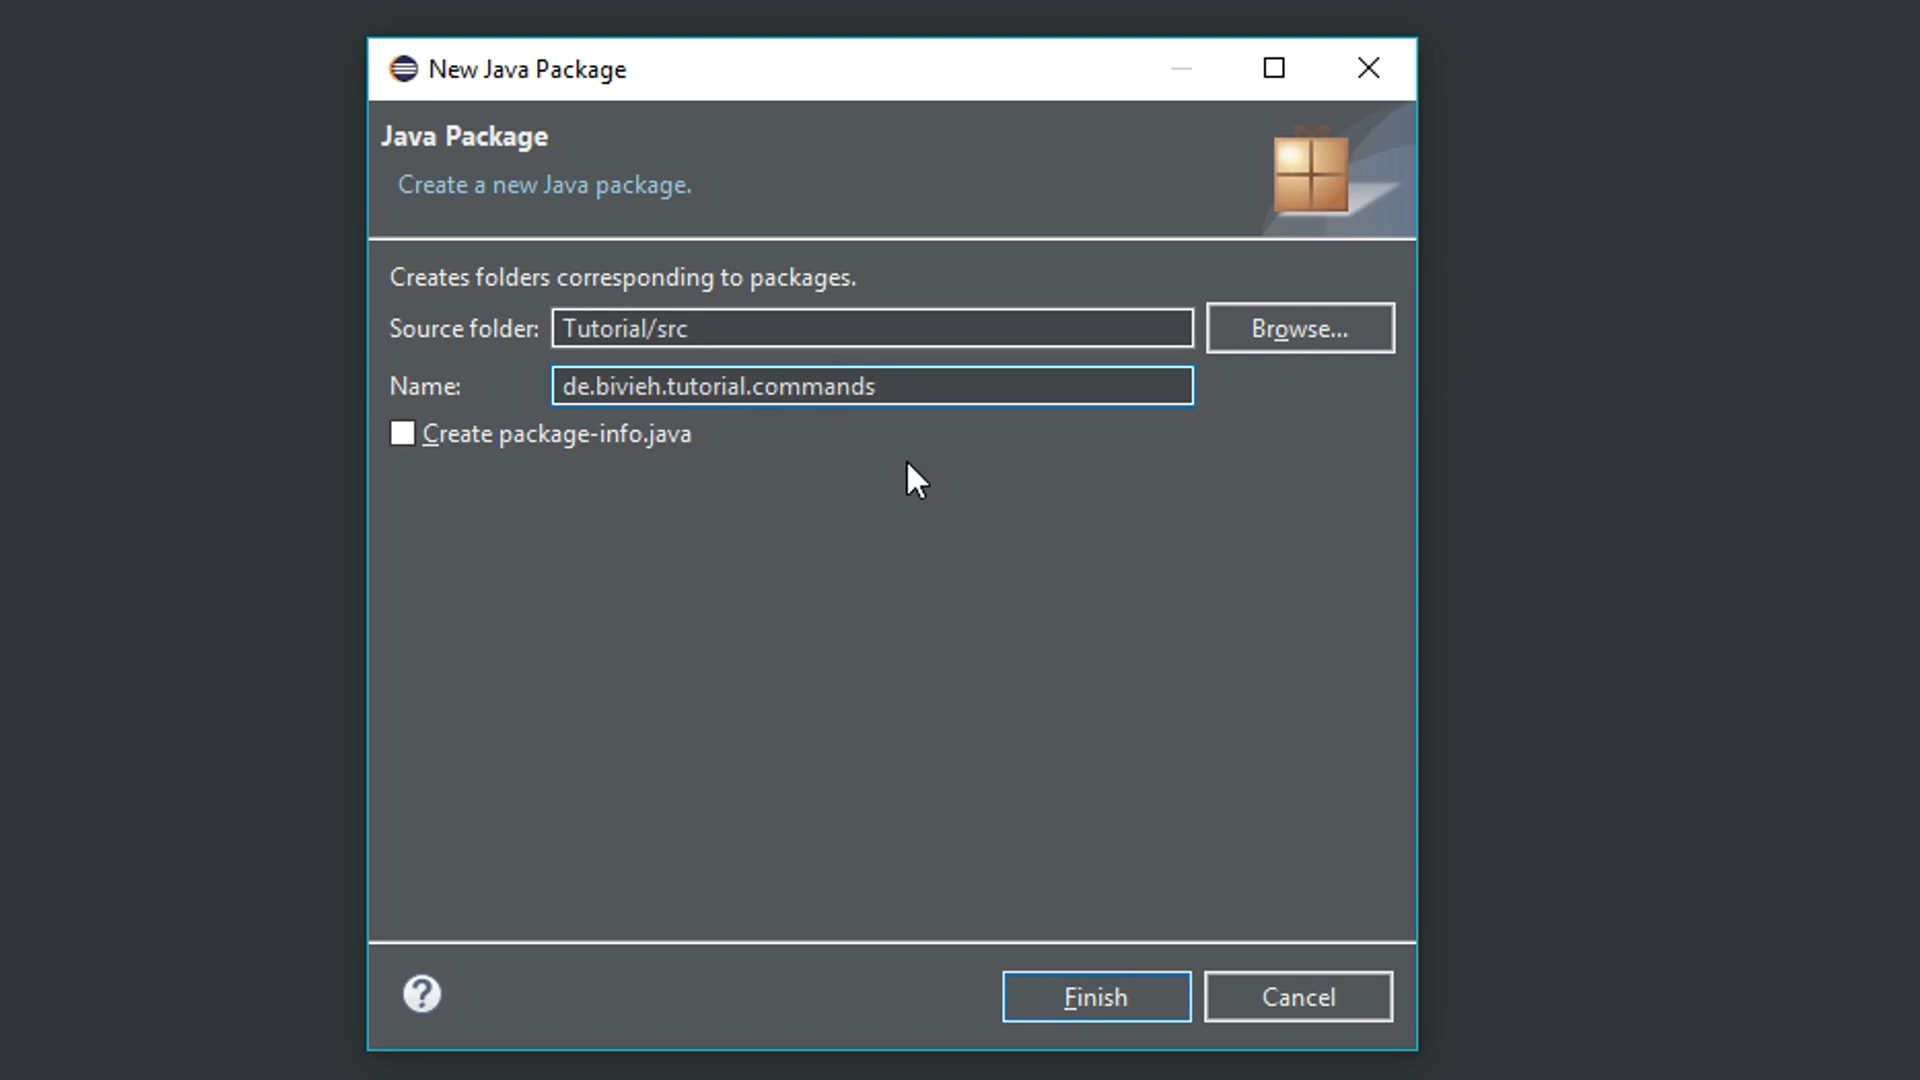 New Java Package
Java Package
Create a new Java package.
Creates folders corresponding to packages.
Source folder: Tutorial/src Browse...
Name: de.bivieh.tutorial.commands
Create package-info.java
? Finish Cancel